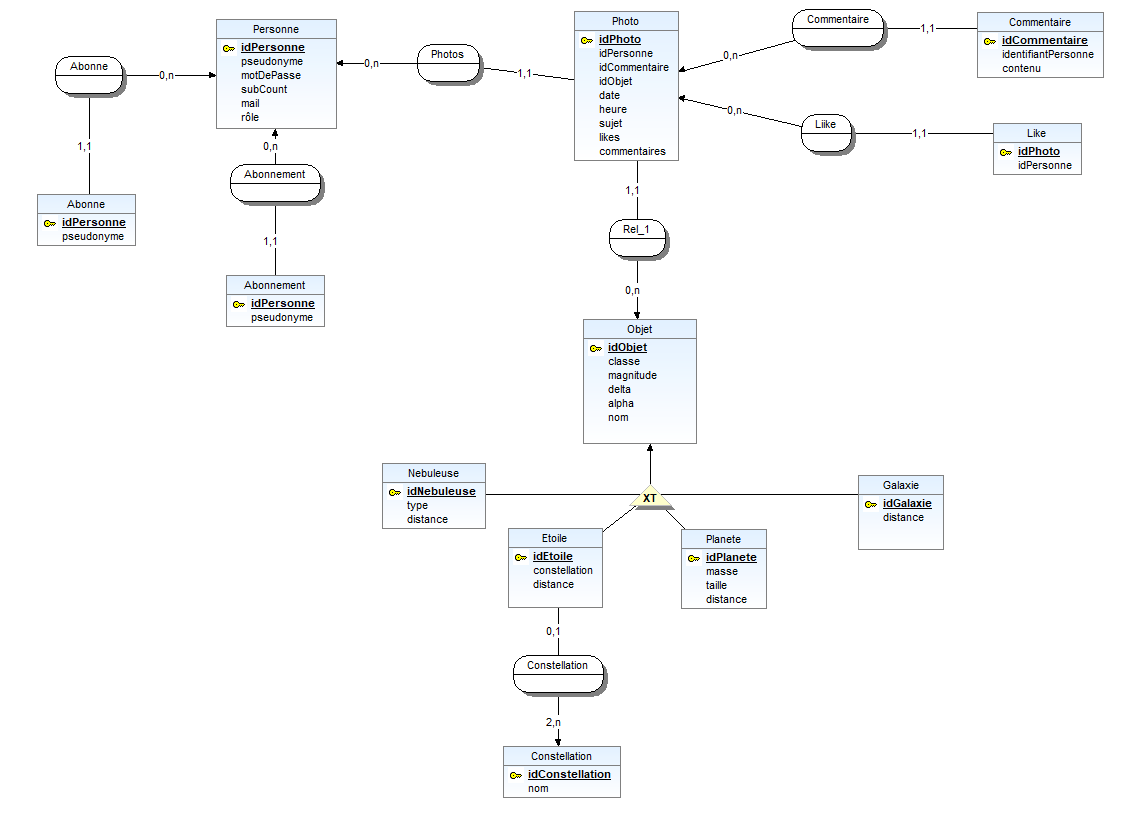 Personne
idPersonne
pseudonyme
motDePasse
subCount
mail
rôle
Photo
idPhoto
idPersonne
idCommentaire
idObjet
date
heure
sujet
likes
commentaires
Commentaire
1,1
Commentaire
idCommentaire
identifiantPersonne
contenu
Abonne
0,n
0,n
Photos
1,1
0,n
0,n
Liike
1,1
Like
idPhoto
idPersonne
1,1
0,n
Abonnement
1,1
Abonne
idPersonne
pseudonyme
1,1
Abonnement
idPersonne
pseudonyme
Rel_1
0,n
Objet
idObjet
classe
magnitude
delta
alpha
nom
Nebuleuse
idNebuleuse
type
distance
XT
Galaxie
idGalaxie
distance
Etoile
idEtoile
constellation
distance
Planete
idPlanete
masse
taille
distance
0,1
Constellation
2,n
Constellation
idConstellation
nom